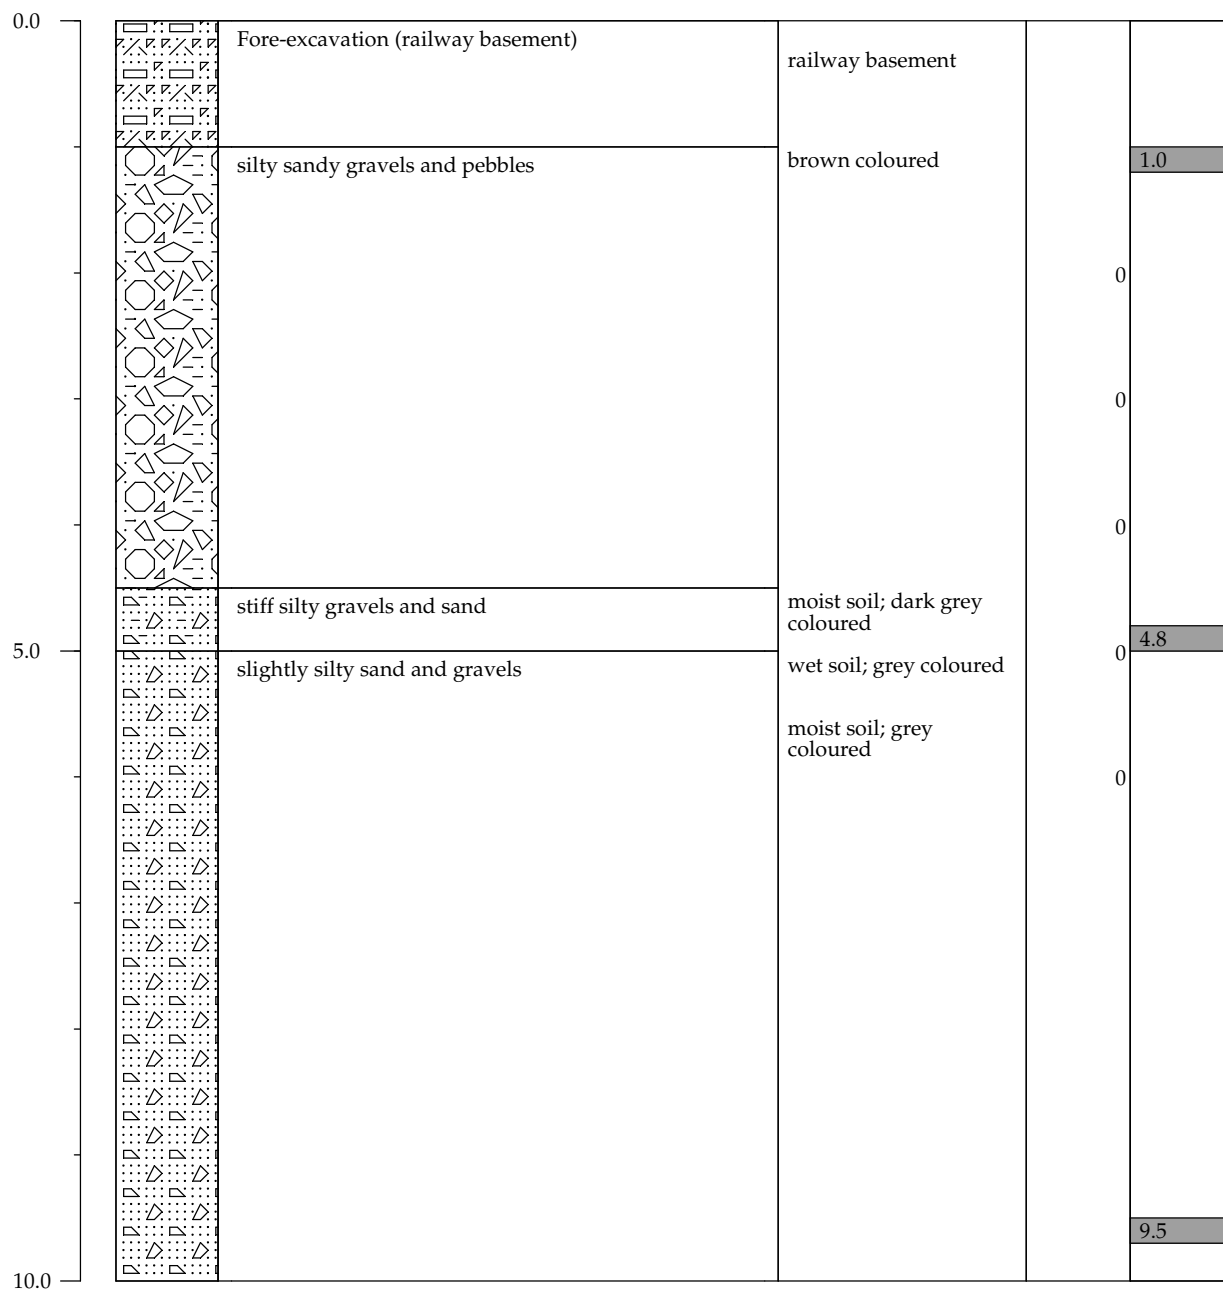 0.0
Fore-excavation (railway basement)
railway basement
silty sandy gravels and pebbles
brown coloured
1.0
0
0
0
stiff silty gravels and sand
moist soil; dark grey
coloured
4.8
5.0
0
slightly silty sand and gravels
wet soil; grey coloured
moist soil; grey
coloured
0
9.5
10.0